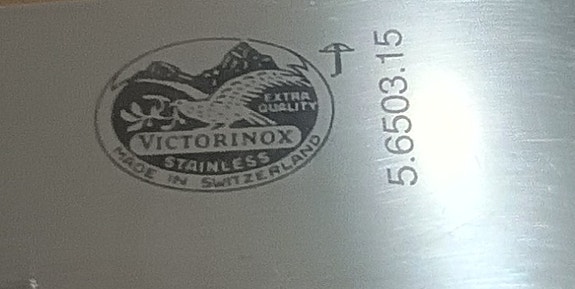 EXTRA
QUALITY
VICTORINOX
STAINLESS
MADE IN SWITZERLAND
5.6503.15